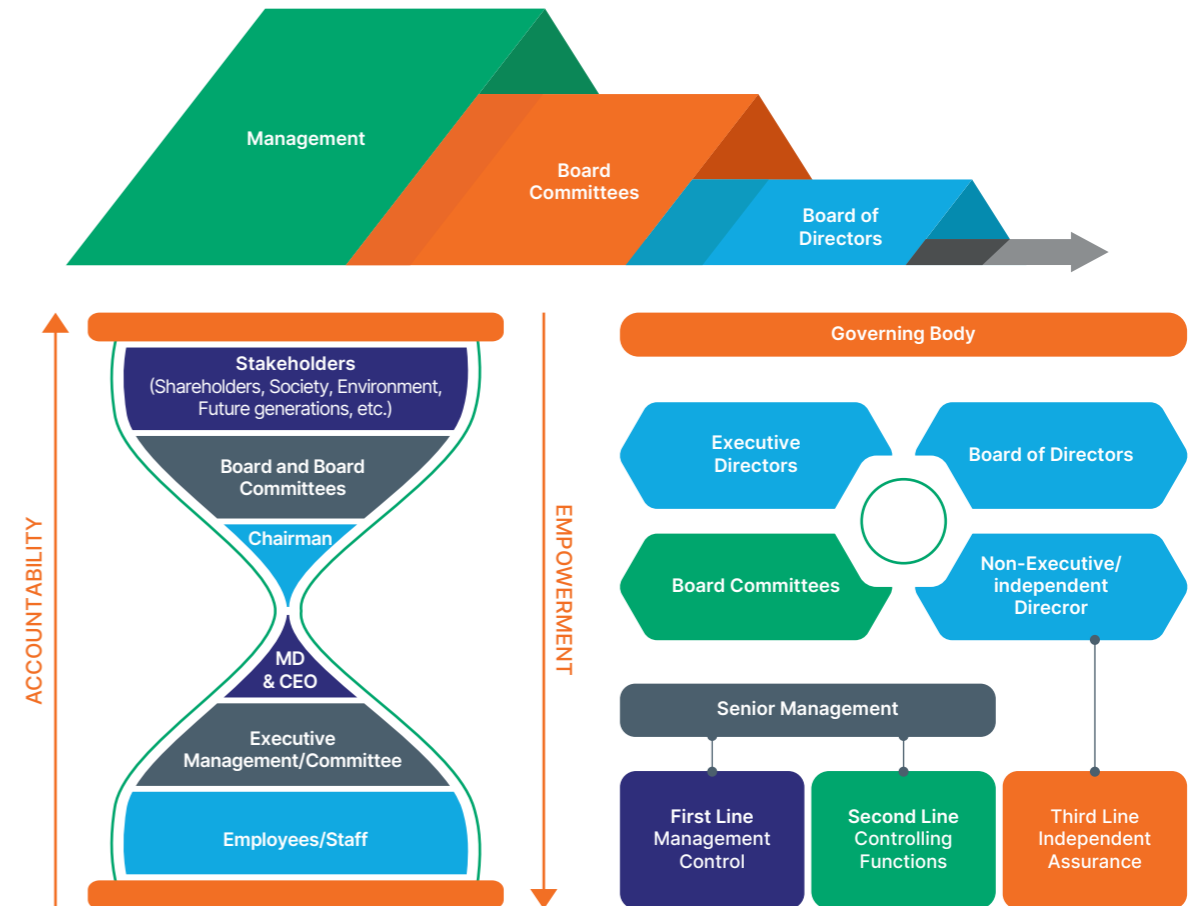 Management
Board
Committees
Board of
Directors
ACCOUNTABILITY
Stakeholders
(Shareholders, Society, Environment,
Future generations, etc.)
Board and Board
Committees
Chairman
MD
& CEO
Executive
Management/Committee
Employees/Staff
EMPOWERMENT
Governing Body
Executive
Directors
Board of Directors
Board Committees
Non-Executive/
independent
Direcror
Senior Management
First Line
Management
Control
Second Line
Controlling
Functions
Third Line
Independent
Assurance